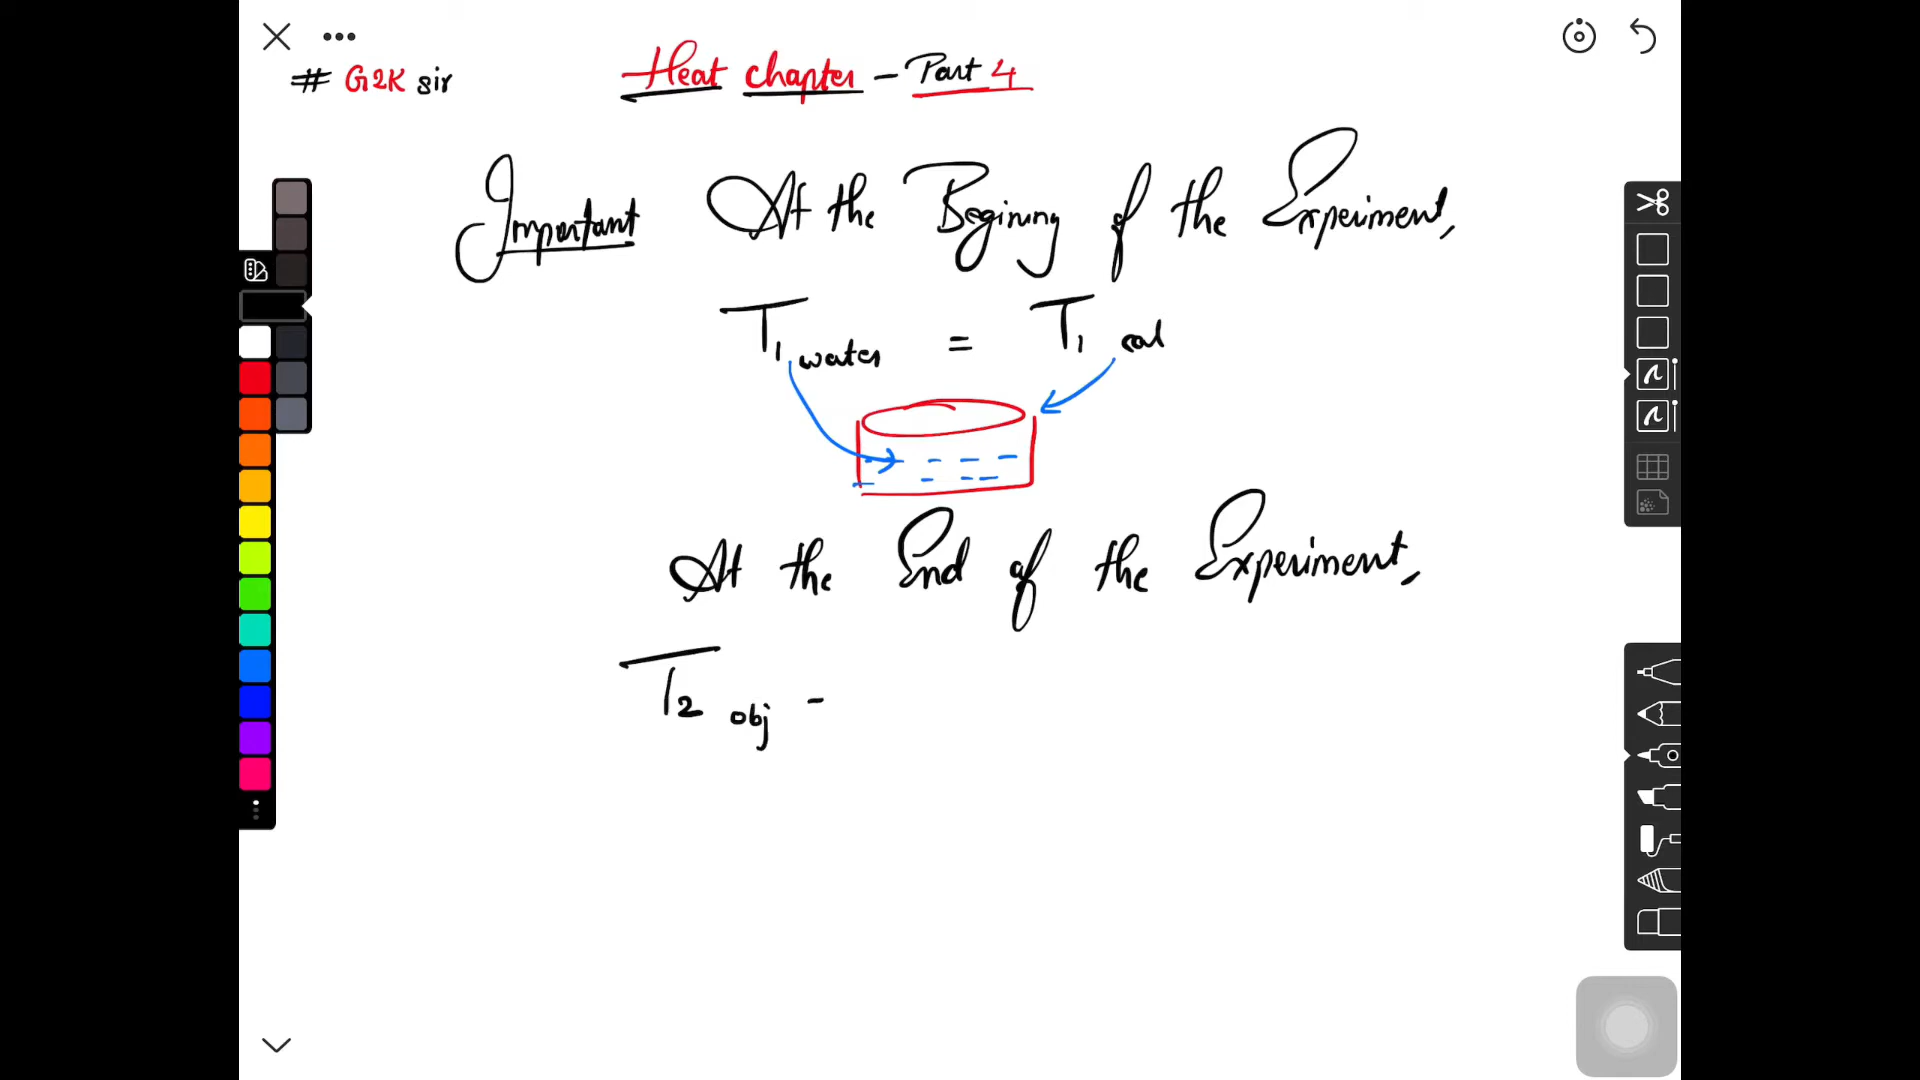 # G2K sir
Heat chapter - Part 4
Important At the Begining of the Experiment,
T1 water = T1 cal
At the End of the Experiment,
T2 obj -